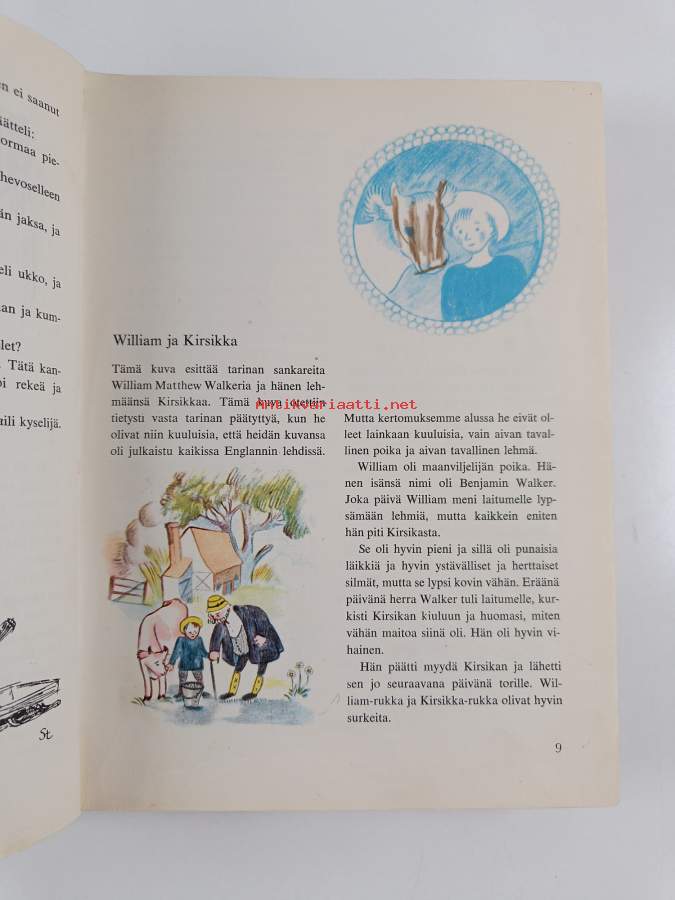 en ei saanut
äätteli:
ormaa pie-
hevoselleen
än jaksa, ja
eli ukko, ja
an ja kum-
let?
. Tätä kan-
oi rekeä ja
aili kyselijä.
St
William ja Kirsikka
Tämä kuva esittää tarinan sankareita
William Matthew Walkeria ja hänen leh-
määnsä Kirsikkaa. Tämä kuva otettiin
tietysti vasta tarinan päätyttyä, kun he
olivat niin kuuluisia, että heidän kuvansa
oli julkaistu kaikissa Englannin lehdissä.
antikvariaatti.net
Mutta kertomuksemme alussa he eivät ol-
leet lainkaan kuuluisia, vain aivan taval-
linen poika ja aivan tavallinen lehmä.
William oli maanviljelijän poika. Hä-
nen isänsä nimi oli Benjamin Walker.
Joka päivä William meni laitumelle lyp-
sämään lehmiä, mutta kaikkein eniten
hän piti Kirsikasta.
Se oli hyvin pieni ja sillä oli punaisia
läikkiä ja hyvin ystävälliset ja herttaiset
silmät, mutta se lypsi kovin vähän. Eräänä
päivänä herra Walker tuli laitumelle, kur-
kisti Kirsikan kiuluun ja huomasi, miten
vähän maitoa siinä oli. Hän oli hyvin vi-
hainen.
Hän päätti myydä Kirsikan ja lähetti
sen jo seuraavana päivänä torille. Wil-
liam-rukka ja Kirsikka-rukka olivat hyvin
surkeita.
9